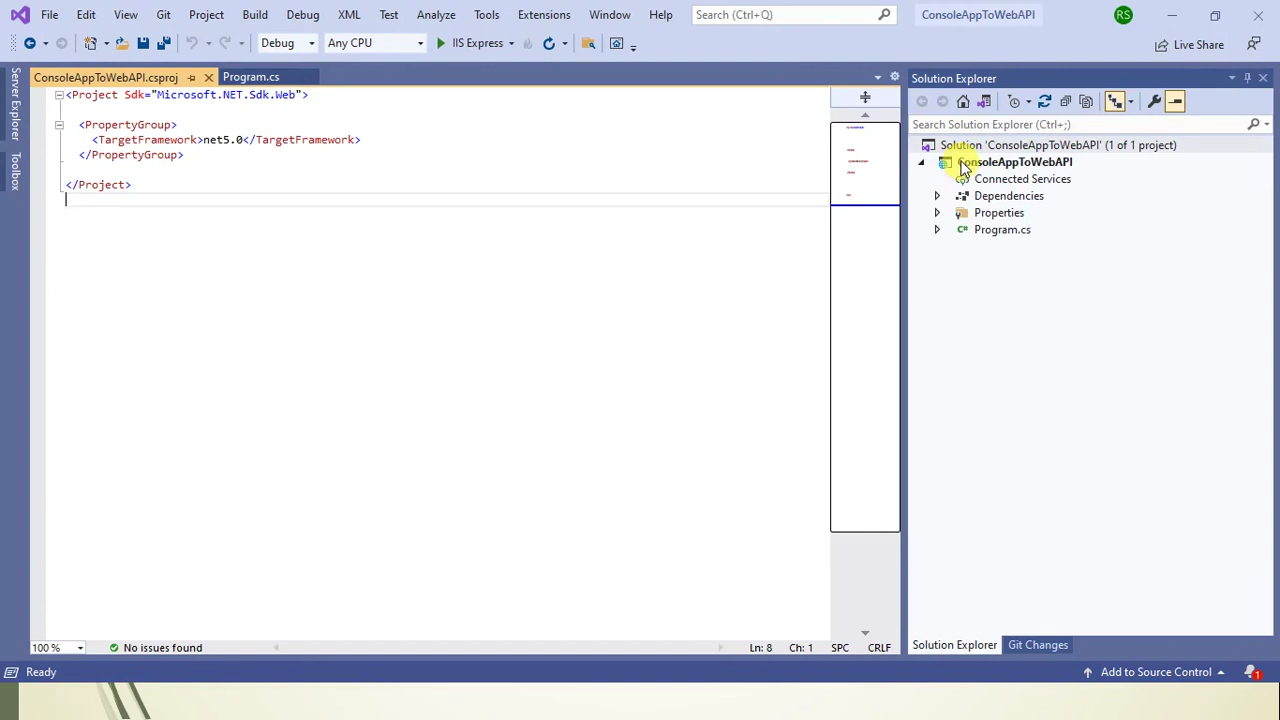 File Edit View Git Project Build Debug XML Test Analyze Tools Extensions Window Help Search (Ctrl+Q) ConsoleAppToWebAPI RS
Debug Any CPU IIS Express Live Share
Server Explorer
Toolbox
ConsoleAppToWebAPI.csproj Program.cs
<Project Sdk="Microsoft.NET.Sdk.Web">
<PropertyGroup>
<TargetFramework>net5.0</TargetFramework>
</PropertyGroup>
</Project>
100 % No issues found Ln: 8 Ch: 1 SPC CRLF
Solution Explorer
Search Solution Explorer (Ctrl+;)
Solution 'ConsoleAppToWebAPI' (1 of 1 project)
ConsoleAppToWebAPI
Connected Services
Dependencies
Properties
C# Program.cs
Solution Explorer Git Changes
Ready Add to Source Control 1